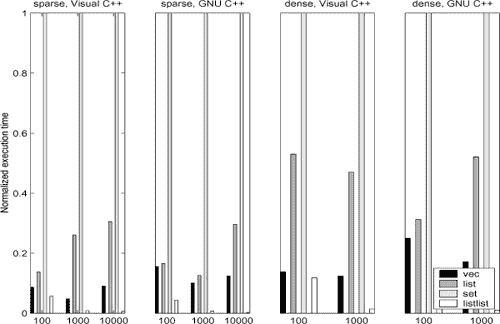 sparse, Visual C++
sparse, GNU C++
dense, Visual C++
dense, GNU C++
Normalized execution time
1
0.8
0.6
0.4
0.2
0
100 1000 10000
100 1000 10000
100 1000
100 1000
vec
list
set
listlist